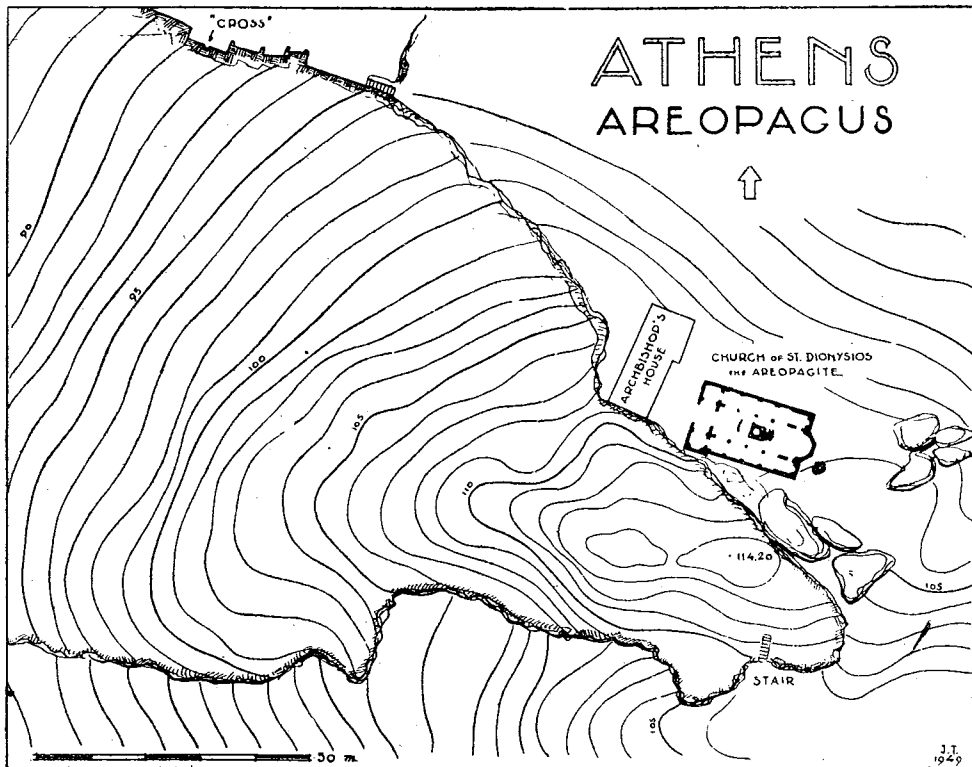 "CROSS"
ATHENS
AREOPAGUS
90
95
100
105
110
ARCHBISHOP'S
HOUSE
CHURCH OF ST. DIONYSIOS
THE AREOPAGITE
114.20
105
STAIR
105
50 m.
J.T.
1949